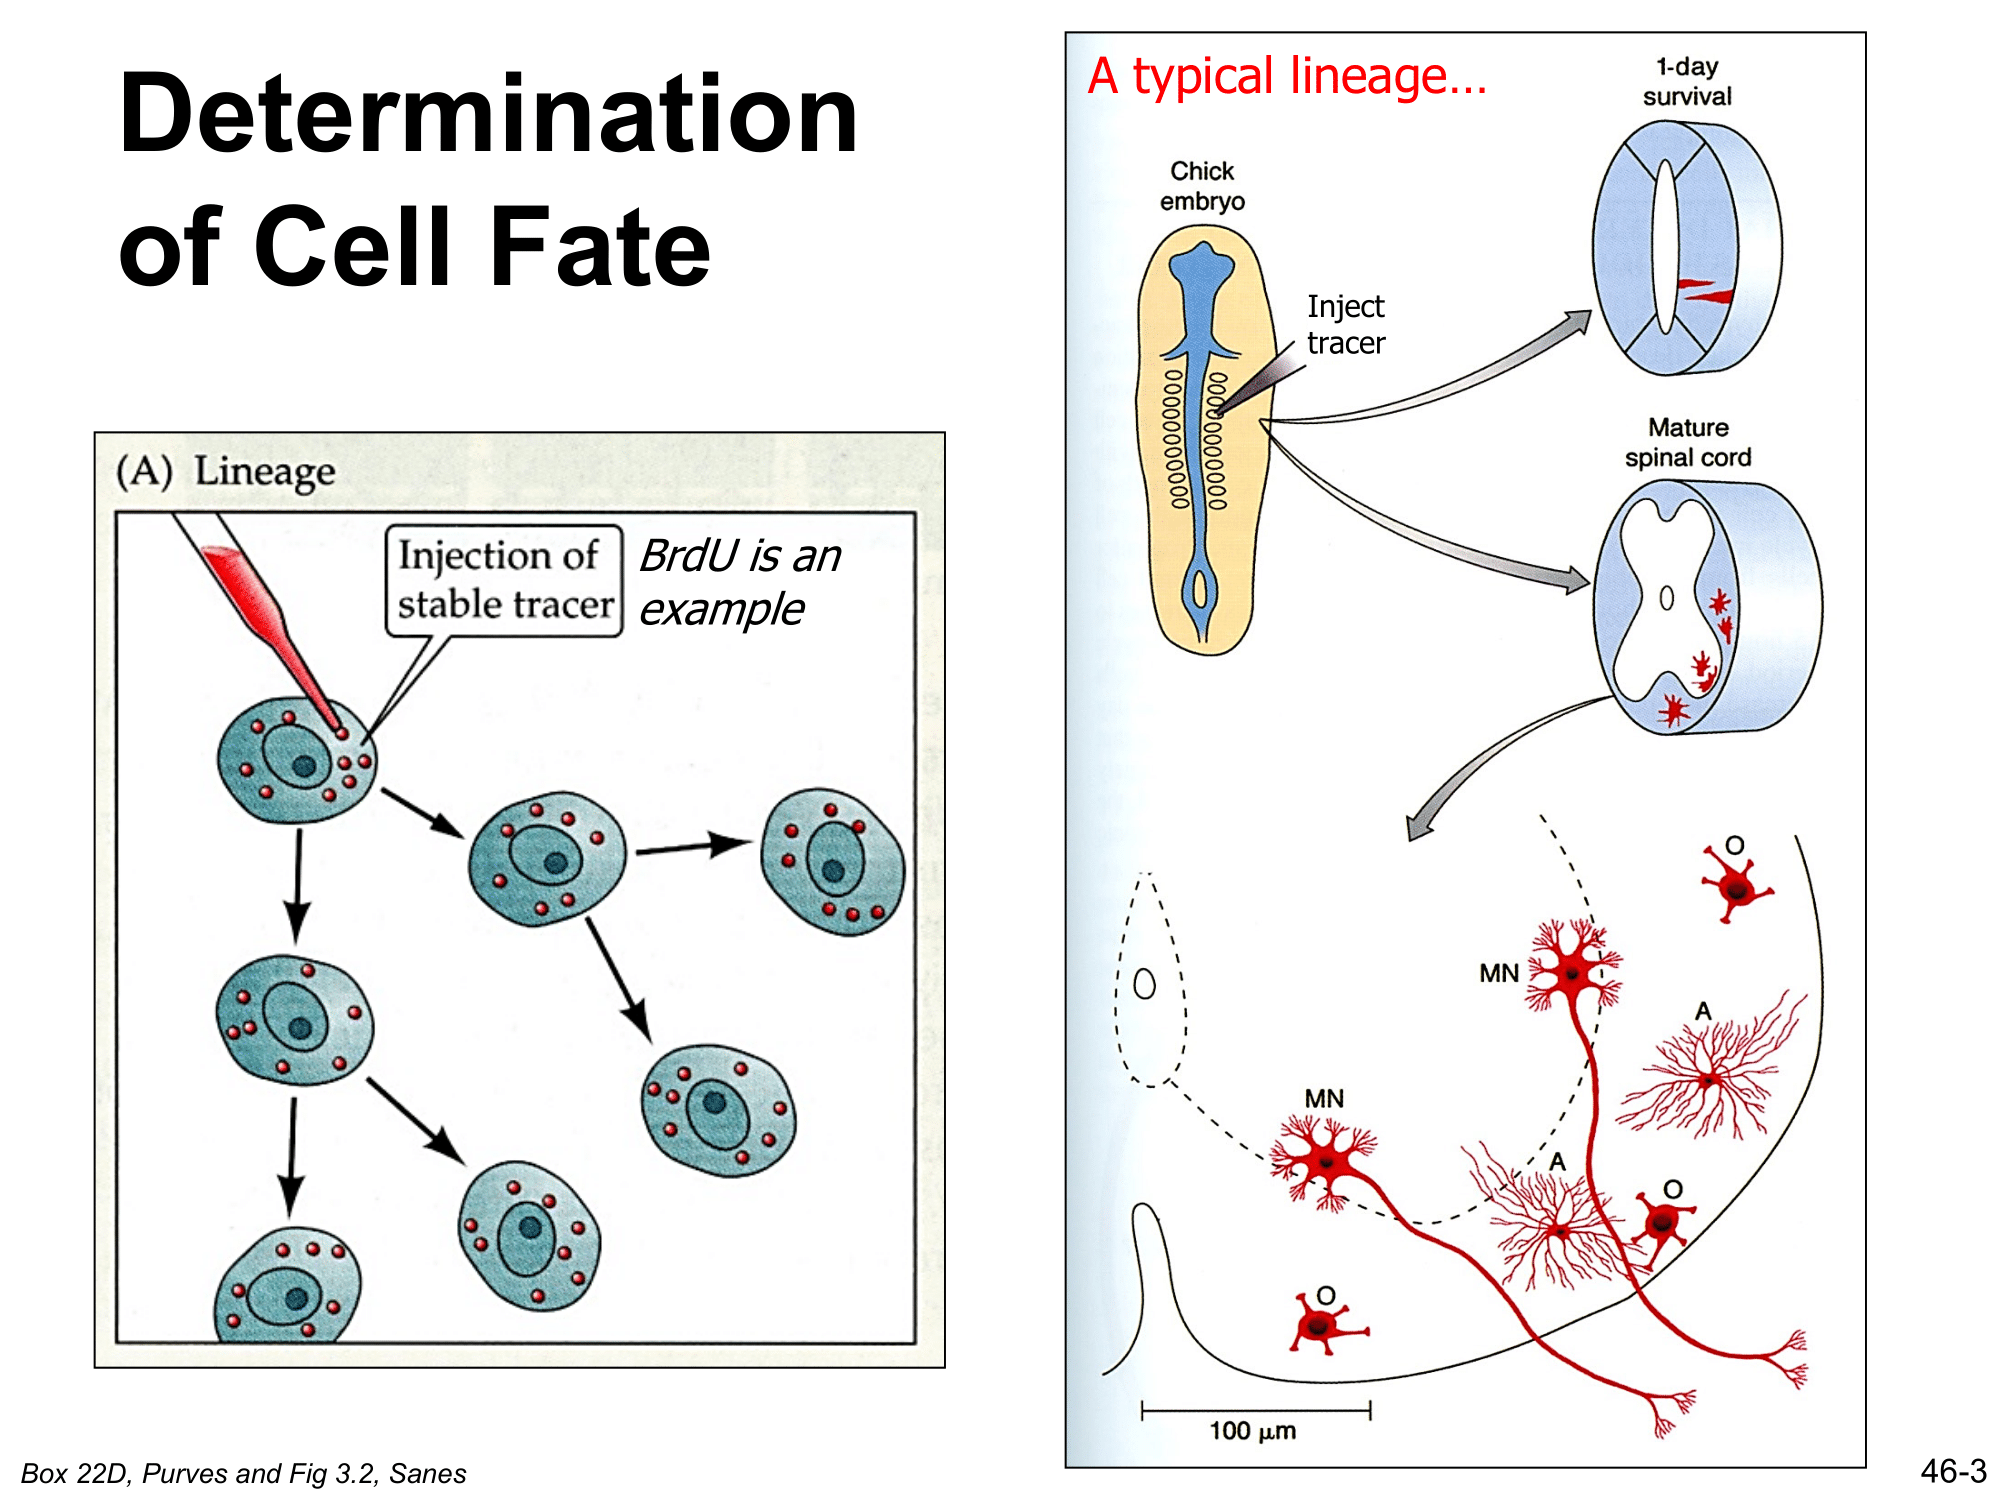 Determination
of Cell Fate
(A) Lineage
Injection of
stable tracer
BrdU is an
example
A typical lineage...
1-day
survival
Chick
embryo
Inject
tracer
Mature
spinal cord
O
MN
A
MN
A
O
O
100 µm
Box 22D, Purves and Fig 3.2, Sanes
46-3